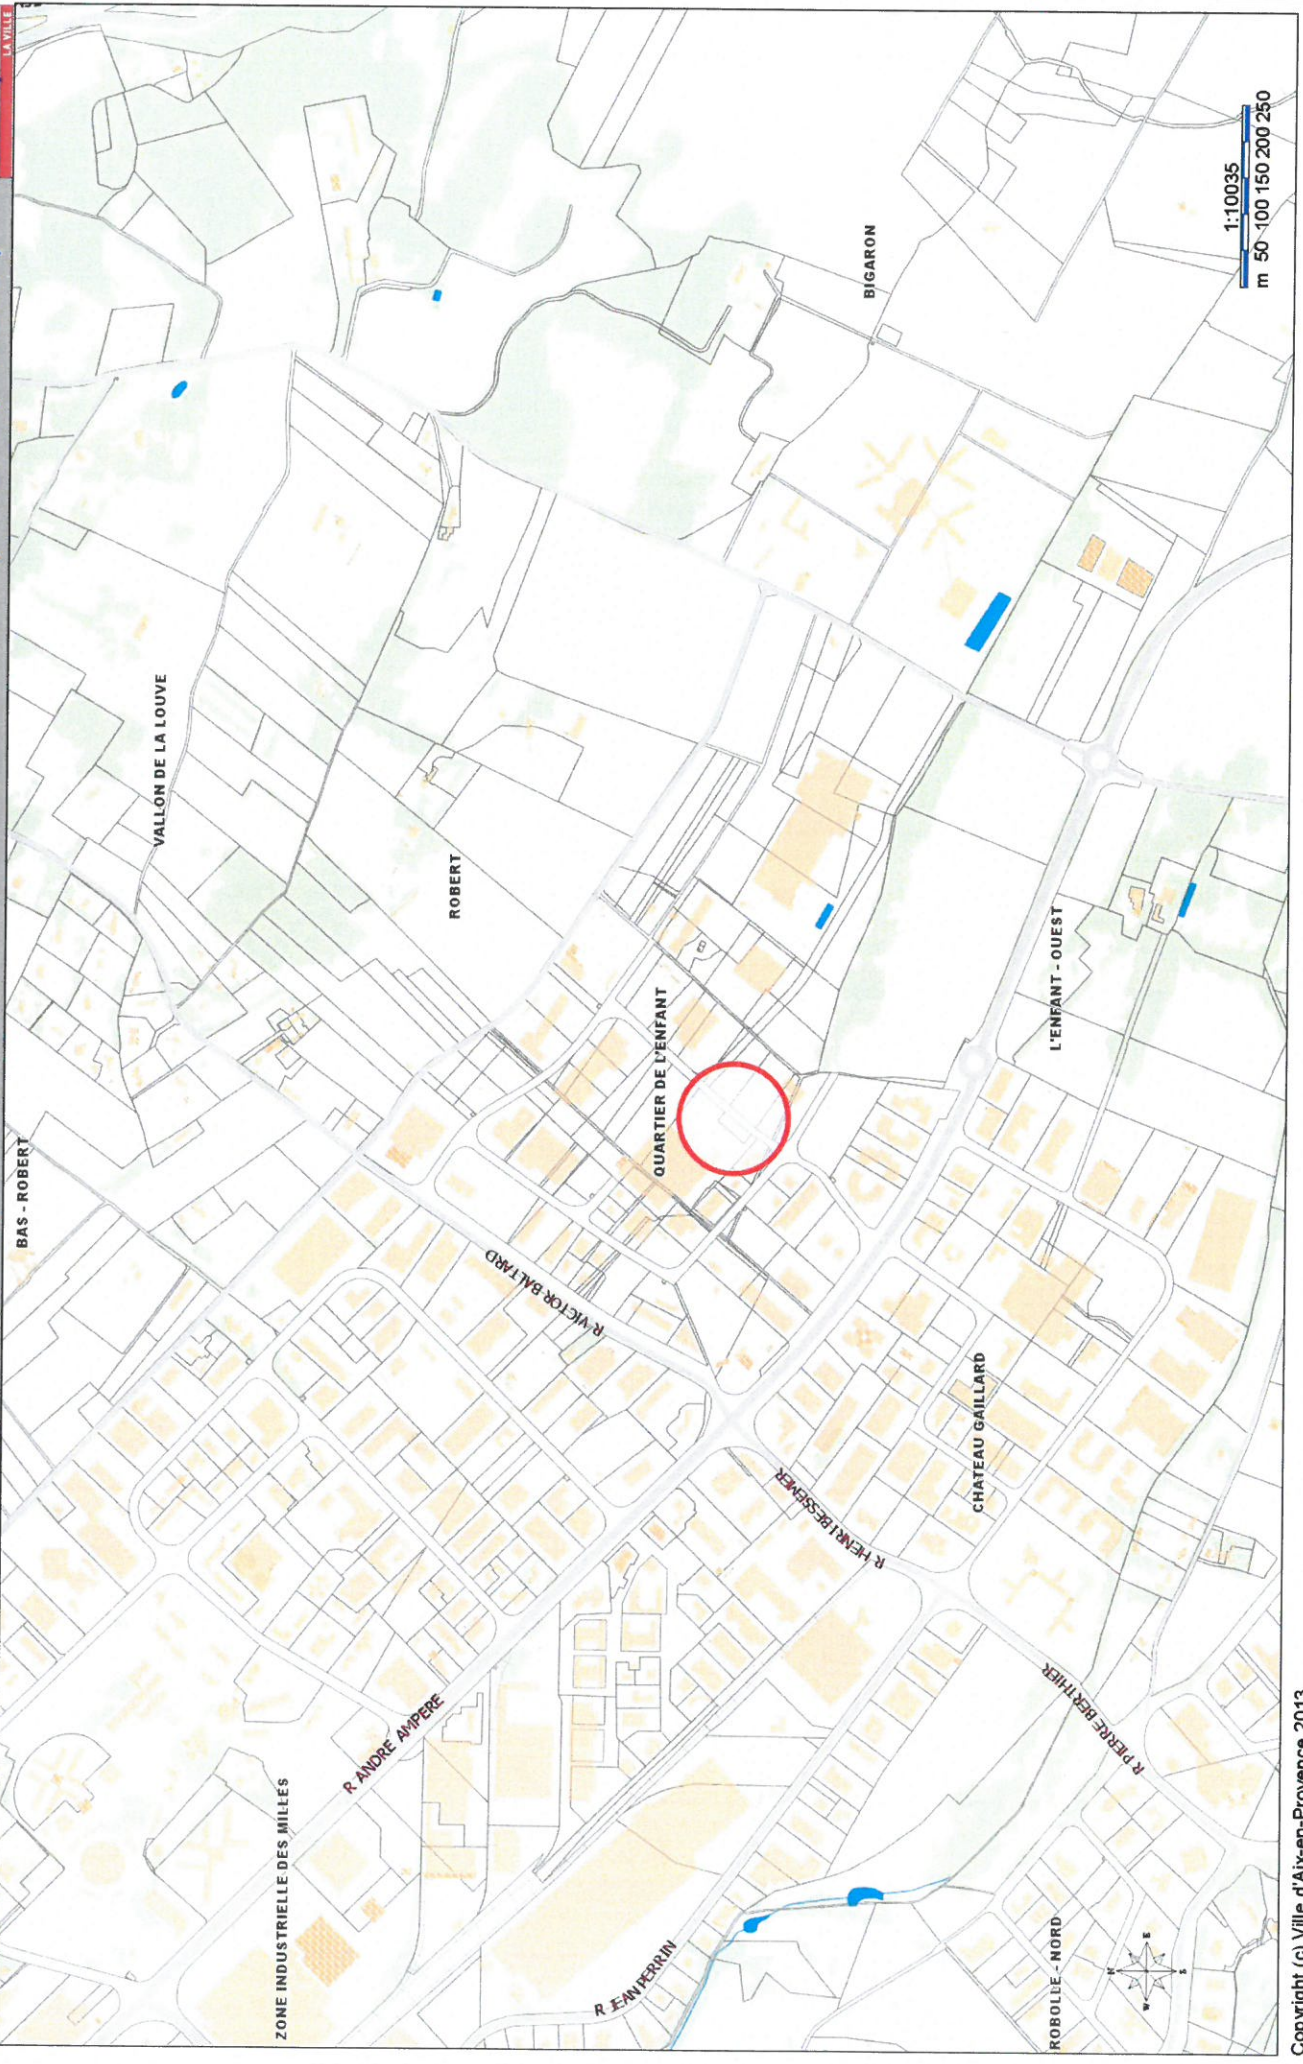 LA VILLE
BAS - ROBERT
VALLON DE LA LOUVE
ROBERT
BIGARON
QUARTIER DE L'ENFANT
L'ENFANT - OUEST
R VICTOR BALTARD
CHATEAU GAILLARD
R HENRI BESSEMER
R ANDRE AMPERE
ZONE INDUSTRIELLE DES MILLES
R PIERRE BERTHIER
R JEAN PERRIN
ROBOLLE - NORD
N
E
S
W
1:10035
m 50 100 150 200 250
Copyright (c) Ville d'Aix-en-Provence 2013